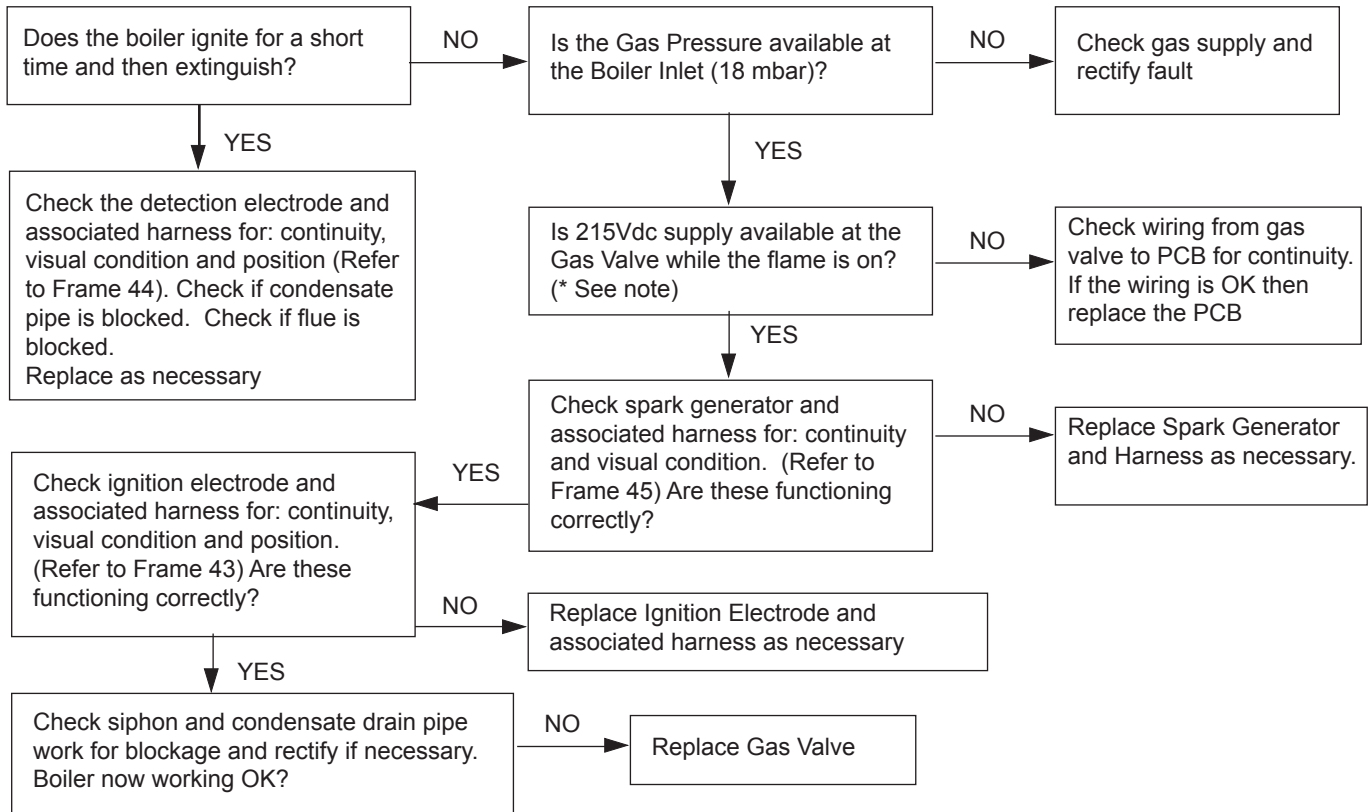 Does the boiler ignite for a short
time and then extinguish?
NO
Is the Gas Pressure available at
the Boiler Inlet (18 mbar)?
NO
Check gas supply and
rectify fault
YES
YES
Check the detection electrode and
associated harness for: continuity,
visual condition and position (Refer
to Frame 44). Check if condensate
pipe is blocked.  Check if flue is
blocked.
Replace as necessary
Is 215Vdc supply available at the
Gas Valve while the flame is on?
(* See note)
NO
Check wiring from gas
valve to PCB for continuity.
If the wiring is OK then
replace the PCB
YES
Check spark generator and
associated harness for: continuity
and visual condition.  (Refer to
Frame 45) Are these functioning
correctly?
NO
Replace Spark Generator
and Harness as necessary.
YES
Check ignition electrode and
associated harness for: continuity,
visual condition and position.
(Refer to Frame 43) Are these
functioning correctly?
NO
Replace Ignition Electrode and
associated harness as necessary
YES
Check siphon and condensate drain pipe
work for blockage and rectify if necessary.
Boiler now working OK?
NO
Replace Gas Valve